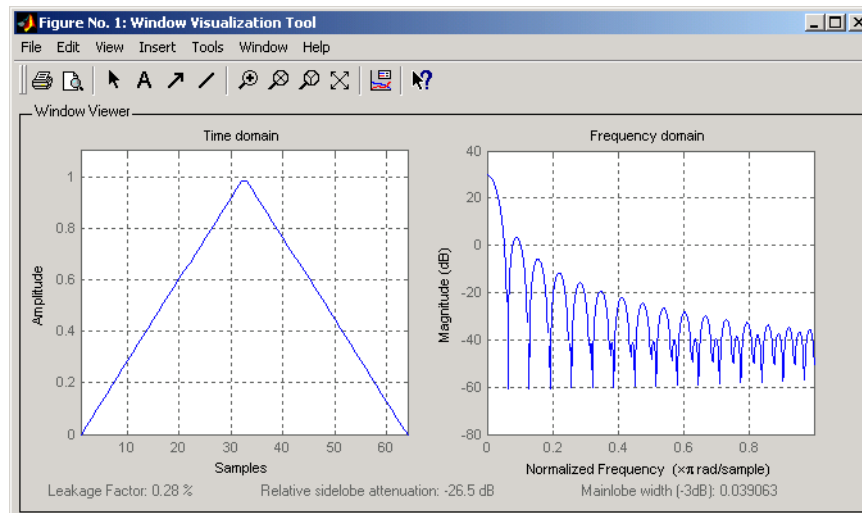 Figure No. 1: Window Visualization Tool
File Edit View Insert Tools Window Help
A
Window Viewer
Time domain
Frequency domain
1
0.8
0.6
0.4
0.2
0
Amplitude
10 20 30 40 50 60
Samples
40
20
0
-20
-40
-60
-80
Magnitude (dB)
0 0.2 0.4 0.6 0.8
Normalized Frequency (×π rad/sample)
Leakage Factor: 0.28 %
Relative sidelobe attenuation: -26.5 dB
Mainlobe width (-3dB): 0.039063